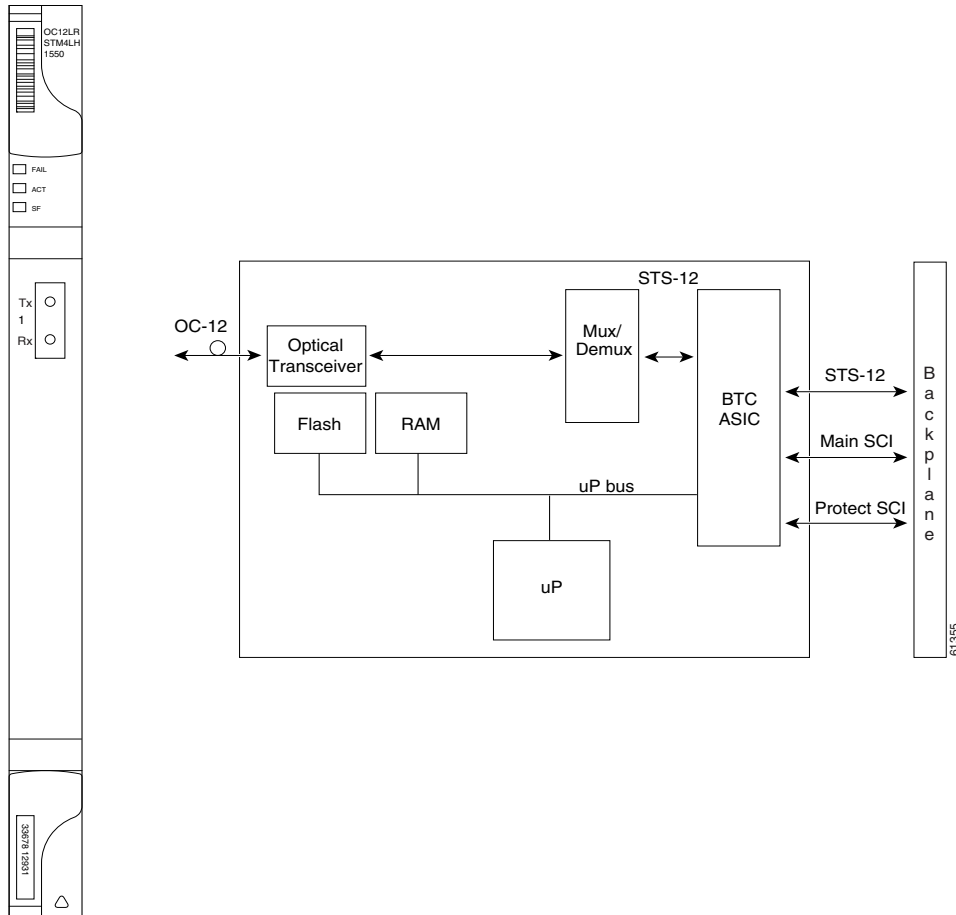 OC12LR
STM4LH
1550
FAIL
ACT
SF
Tx
1
Rx
33678 12931
OC-12
Optical
Transceiver
Flash
RAM
uP bus
uP
STS-12
Mux/
Demux
BTC
ASIC
STS-12
Main SCI
Protect SCI
Backplane
61355